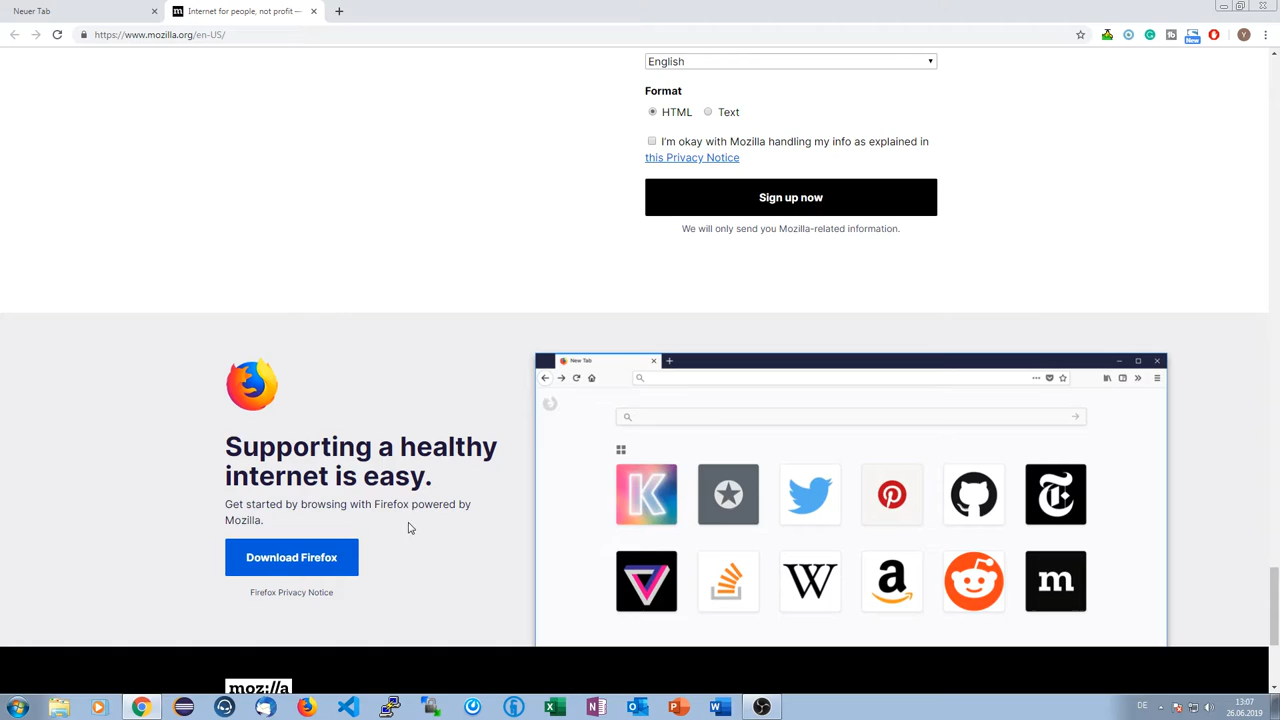 Neuer Tab
Internet for people, not profit —
https://www.mozilla.org/en-US/
New
Y
English
Format
HTML Text
I'm okay with Mozilla handling my info as explained in
this Privacy Notice
Sign up now
We will only send you Mozilla-related information.
New Tab
Supporting a healthy
internet is easy.
Get started by browsing with Firefox powered by
Mozilla.
Download Firefox
Firefox Privacy Notice
K
T
W
a
m
moz://a
DE
13:07
26.06.2019